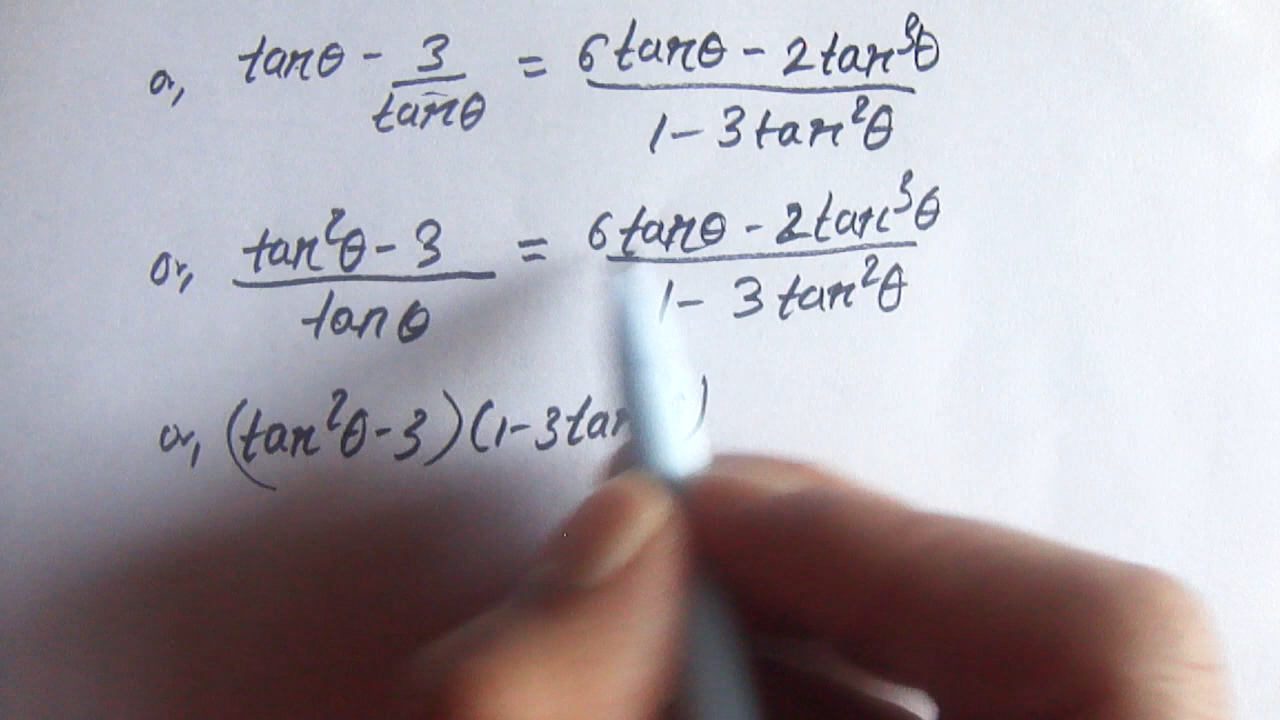 or, tanθ - 3/tanθ = (6tanθ - 2tan³θ)/(1 - 3tan²θ)
or, (tan²θ - 3)/tanθ = (6tanθ - 2tan³θ)/(1 - 3tan²θ)
or, (tan²θ - 3)(1 - 3tan )